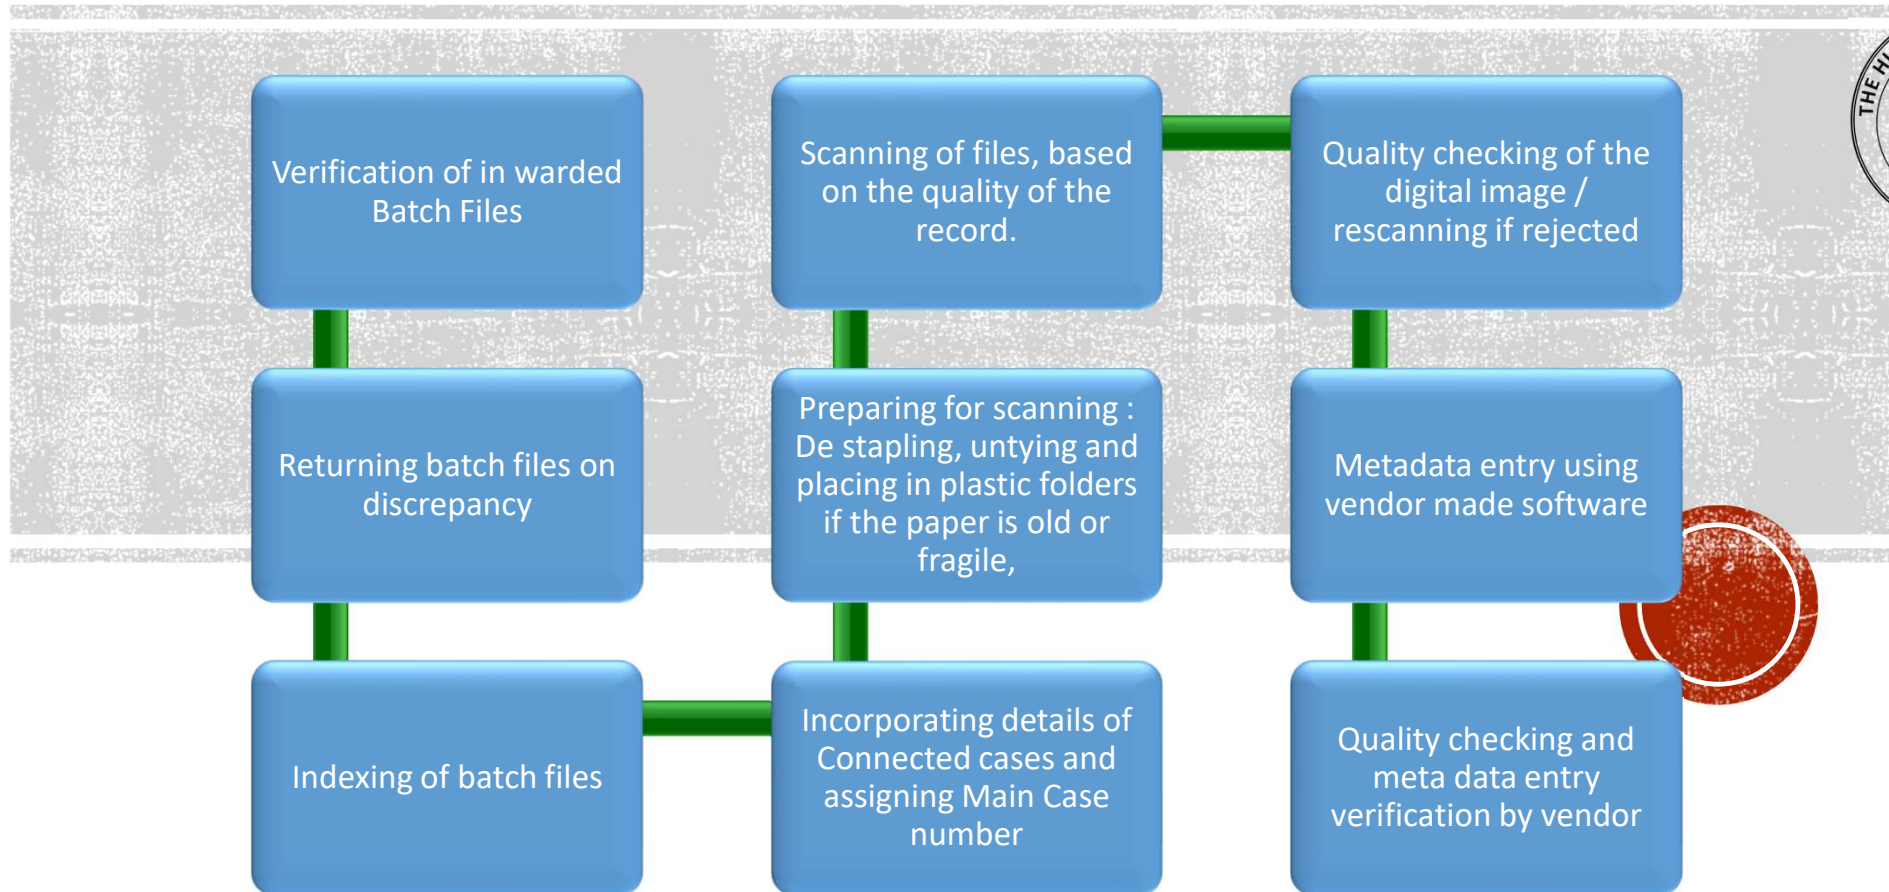 Verification of in warded
Batch Files
Returning batch files on
discrepancy
Indexing of batch files
Incorporating details of
Connected cases and
assigning Main Case
number
Preparing for scanning :
De stapling, untying and
placing in plastic folders
if the paper is old or
fragile,
Scanning of files, based
on the quality of the
record.
Quality checking of the
digital image /
rescanning if rejected
Metadata entry using
vendor made software
Quality checking and
meta data entry
verification by vendor
THE